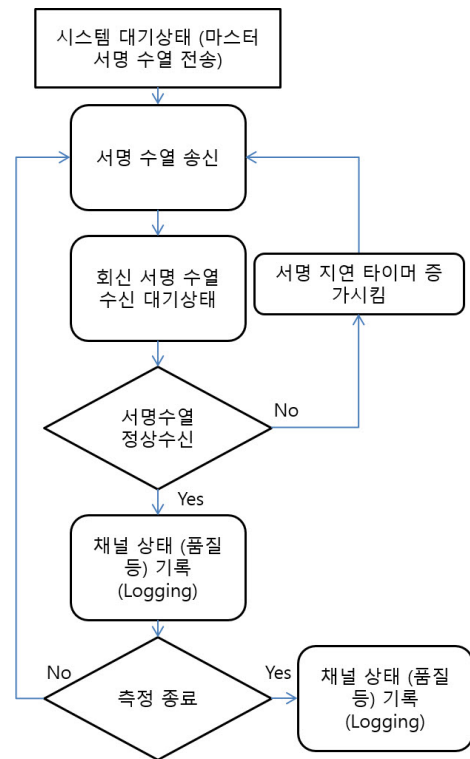 시스템 대기상태 (마스터
서명 수열 전송)
서명 수열 송신
회신 서명 수열
수신 대기상태
서명 지연 타이머 증
가시킴
서명수열
정상수신
No
Yes
채널 상태 (품질
등) 기록
(Logging)
측정 종료
No
Yes
채널 상태 (품질
등) 기록
(Logging)